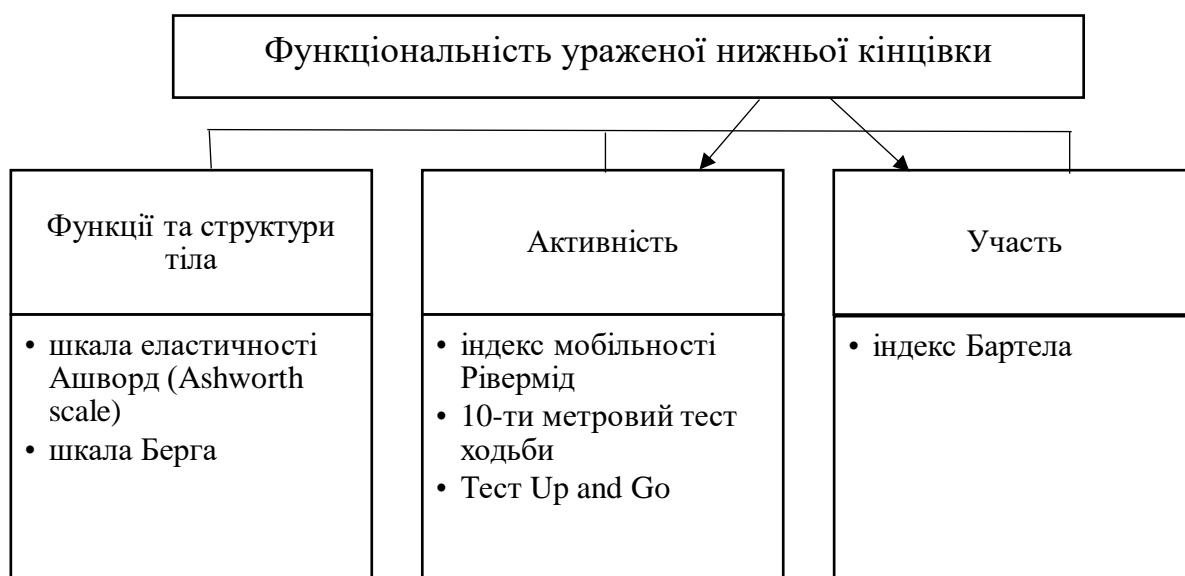 Функціональність ураженої нижньої кінцівки
Функції та структури
тіла
• шкала еластичності
Ашворд (Ashworth
scale)
• шкала Берга
Активність
• індекс мобільності
Рівермід
• 10-ти метровий тест
ходьби
• Тест Up and Go
Участь
• індекс Бартела